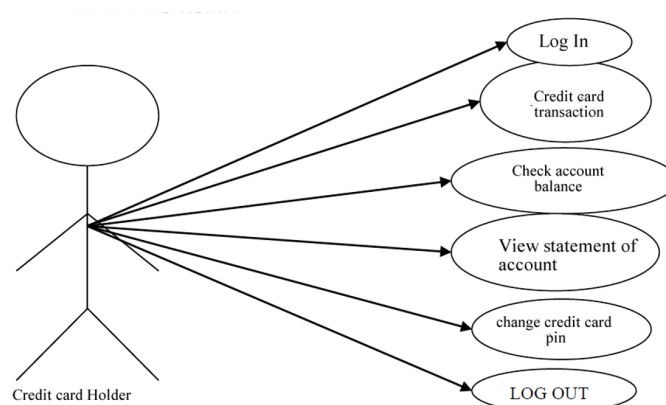 Log In
Credit card
transaction
Check account
balance
View statement of
account
change credit card
pin
LOG OUT
Credit card Holder